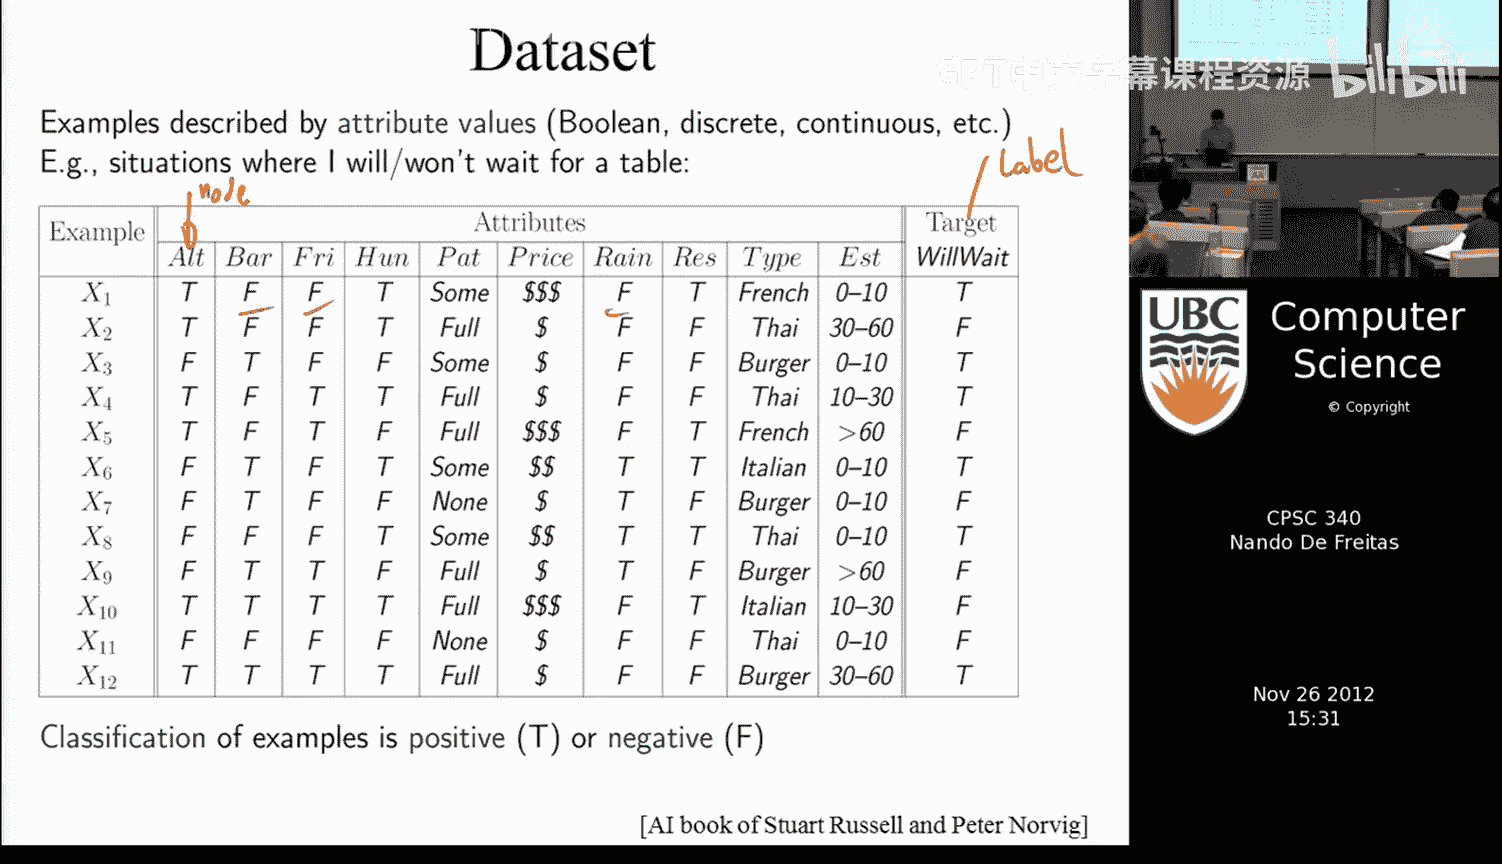 Dataset
Examples described by attribute values (Boolean, discrete, continuous, etc.)
E.g., situations where I will/won't wait for a table:
node
Label
Example Attributes Target
Alt Bar Fri Hun Pat Price Rain Res Type Est WillWait
X1 T F F T Some $$$ F T French 0–10 T
X2 T F F T Full $ F F Thai 30–60 F
X3 F T F F Some $ F F Burger 0–10 T
X4 T F T T Full $ F F Thai 10–30 T
X5 T F T F Full $$$ F T French >60 F
X6 F T F T Some $$ T T Italian 0–10 T
X7 F T F F None $ T F Burger 0–10 F
X8 F F F T Some $$ T T Thai 0–10 T
X9 F T T F Full $ T F Burger >60 F
X10 T T T T Full $$$ F T Italian 10–30 F
X11 F F F F None $ F F Thai 0–10 F
X12 T T T T Full $ F F Burger 30–60 T
Classification of examples is positive (T) or negative (F)
[AI book of Stuart Russell and Peter Norvig]
字幕课程资源 bilibili
UBC
Computer
Science
© Copyright
CPSC 340
Nando De Freitas
Nov 26 2012
15:31